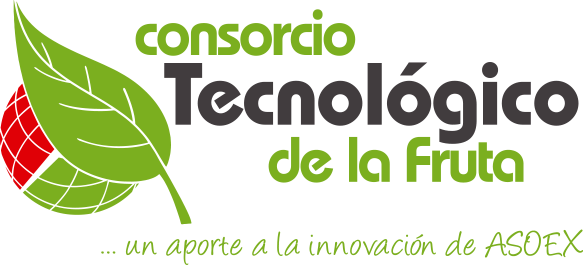 consorcio
Tecnológico
de la Fruta
... un aporte a la innovación de ASOEX